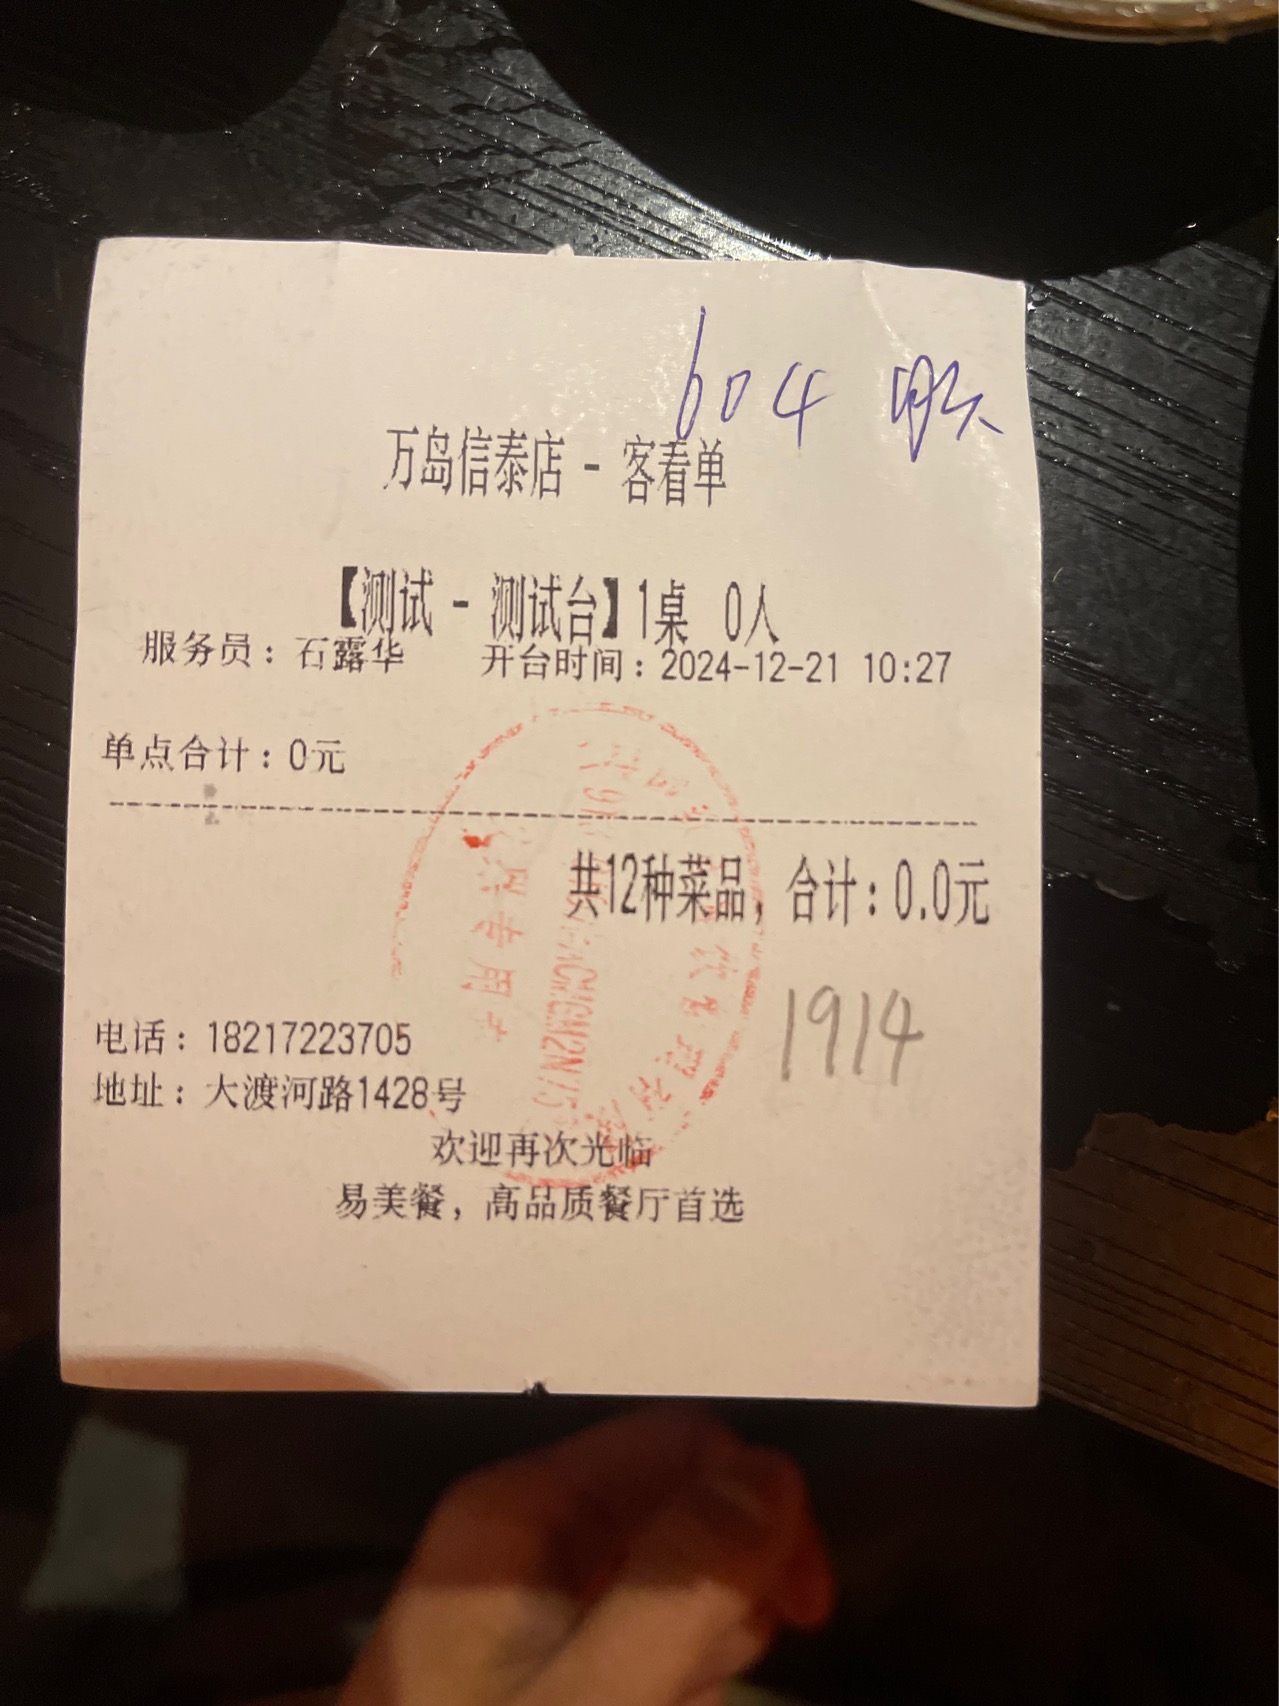 604
万岛信泰店 - 客看单
【测试 - 测试台】1桌 0人
服务员：石露华 开台时间：2024-12-21 10:27
单点合计：0元
共12种菜品，合计：0.0元
1914
电话：18217223705
地址：大渡河路1428号
欢迎再次光临
易美餐，高品质餐厅首选